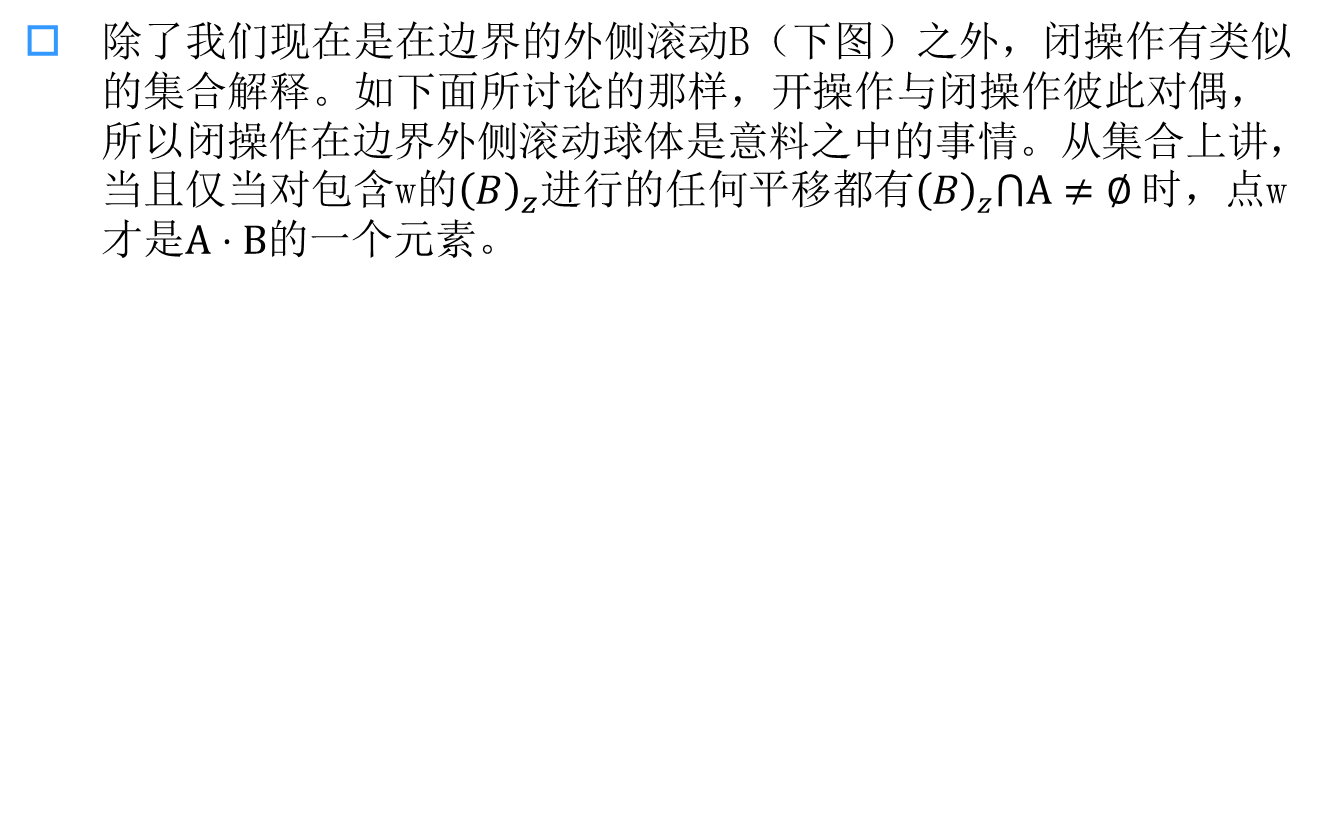 除了我们现在是在边界的外侧滚动B（下图）之外，闭操作有类似
的集合解释。如下面所讨论的那样，开操作与闭操作彼此对偶，
所以闭操作在边界外侧滚动球体是意料之中的事情。从集合上讲，
当且仅当对包含w的(B)z进行的任何平移都有(B)z⋂A ≠ ∅ 时，点w
才是A · B的一个元素。